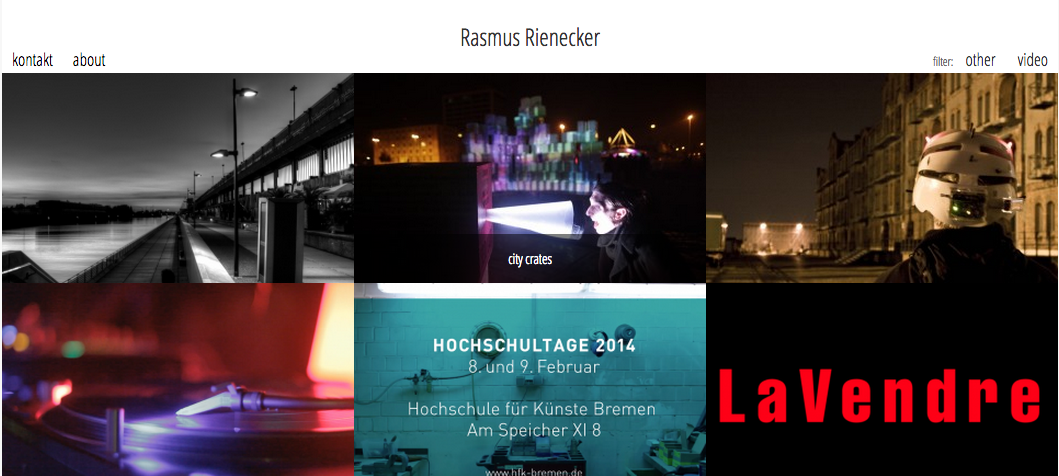 Rasmus Rienecker
kontakt about
filter: other video
city crates
HOCHSCHULTAGE 2014
8. und 9. Februar
Hochschule für Künste Bremen
Am Speicher XI 8
www.hfk-bremen.de
LaVendre